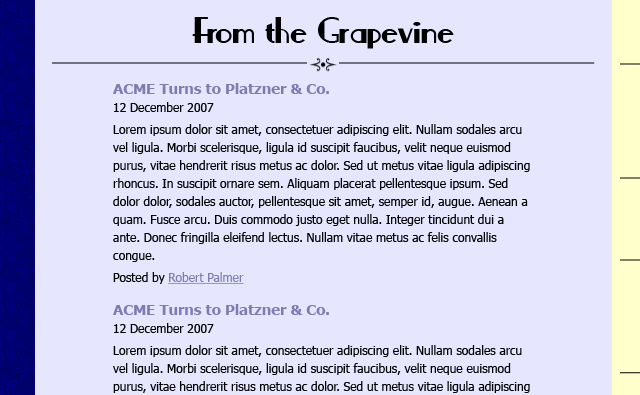 From the Grapevine
ACME Turns to Platzner & Co.
12 December 2007
Lorem ipsum dolor sit amet, consectetuer adipiscing elit. Nullam sodales arcu
vel ligula. Morbi scelerisque, ligula id suscipit faucibus, velit neque euismod
purus, vitae hendrerit risus metus ac dolor. Sed ut metus vitae ligula adipiscing
rhoncus. In suscipit ornare sem. Aliquam placerat pellentesque ipsum. Sed
dolor dolor, sodales auctor, pellentesque sit amet, semper id, augue. Aenean a
quam. Fusce arcu. Duis commodo justo eget nulla. Integer tincidunt dui a
ante. Donec fringilla eleifend lectus. Nullam vitae metus ac felis convallis
congue.
Posted by Robert Palmer
ACME Turns to Platzner & Co.
12 December 2007
Lorem ipsum dolor sit amet, consectetuer adipiscing elit. Nullam sodales arcu
vel ligula. Morbi scelerisque, ligula id suscipit faucibus, velit neque euismod
purus, vitae hendrerit risus metus ac dolor. Sed ut metus vitae ligula adipiscing